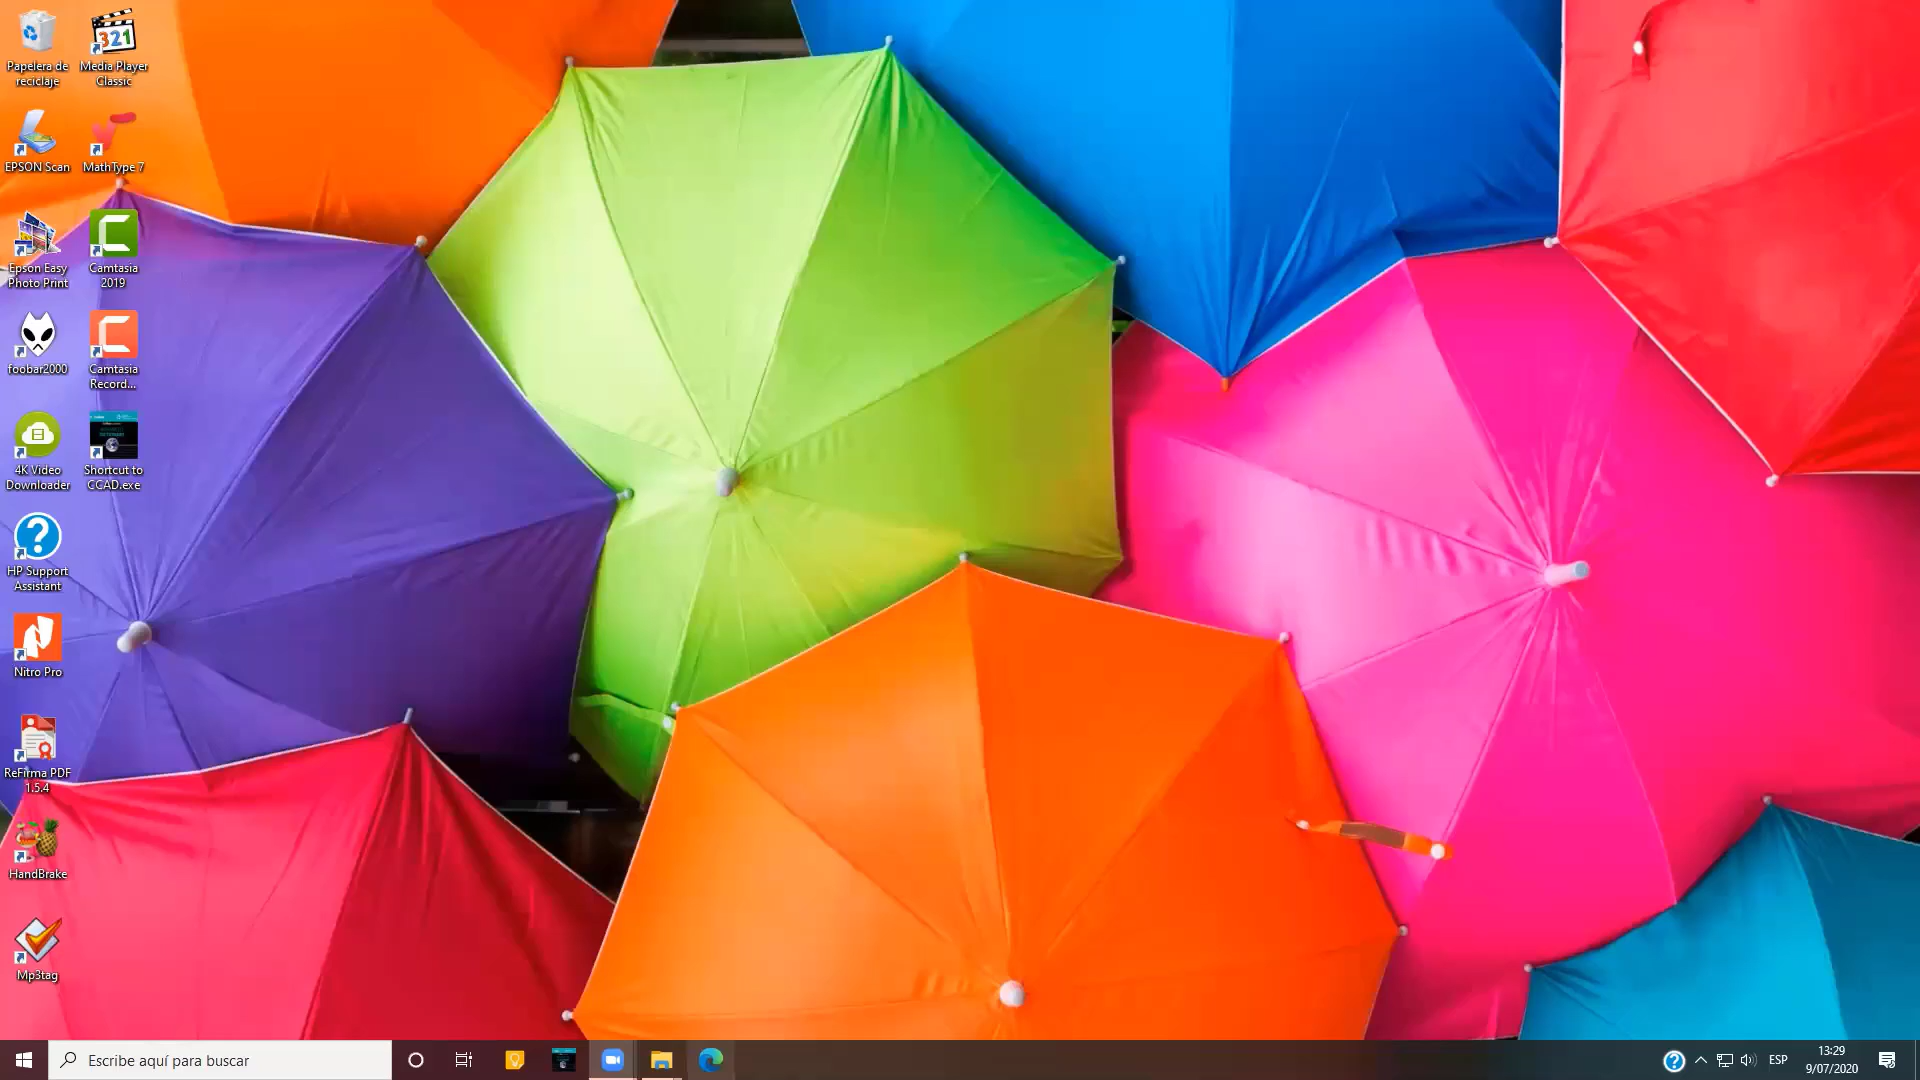 Papelera de
reciclaje
Media Player
Classic
321
EPSON Scan
MathType 7
Epson Easy
Photo Print
Camtasia
2019
foobar2000
Camtasia
Record...
4K Video
Downloader
Shortcut to
CCAD.exe
HP Support
Assistant
Nitro Pro
ReFirma PDF
1.5.4
HandBrake
Mp3tag
Escribe aquí para buscar
ESP
13:29
9/07/2020